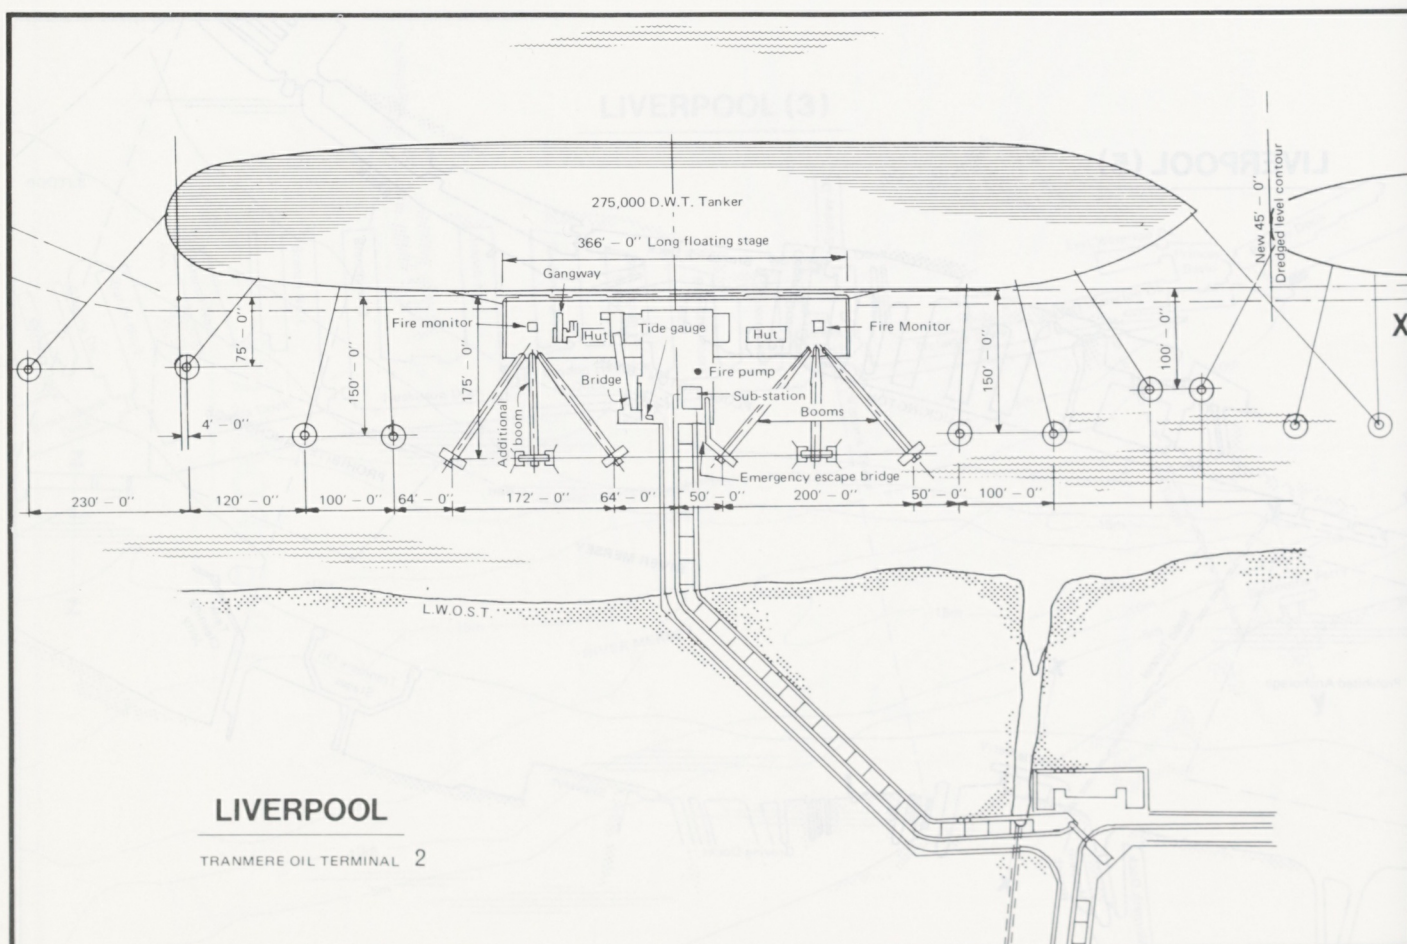 LIVERPOOL (3)
LIVERPOOL (2)
275,000 D.W.T. Tanker
366' – 0'' Long floating stage
Gangway
New 45' – 0''
Dredged level contour
Fire monitor
Hut
Tide gauge
Hut
Fire Monitor
X
75' – 0''
150' – 0''
175' – 0''
Bridge
Fire pump
Sub-station
Booms
150' – 0''
100' – 0''
4' – 0''
Additional
boom
Emergency escape bridge
230' – 0''
120' – 0''
100' – 0''
64' – 0''
172' – 0''
64' – 0''
50' – 0''
200' – 0''
50' – 0''
100' – 0''
L.W.O.S.T.
LIVERPOOL
TRANMERE OIL TERMINAL 2